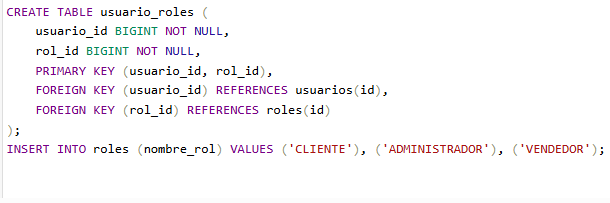 CREATE TABLE usuario_roles (
    usuario_id BIGINT NOT NULL,
    rol_id BIGINT NOT NULL,
    PRIMARY KEY (usuario_id, rol_id),
    FOREIGN KEY (usuario_id) REFERENCES usuarios(id),
    FOREIGN KEY (rol_id) REFERENCES roles(id)
);
INSERT INTO roles (nombre_rol) VALUES ('CLIENTE'), ('ADMINISTRADOR'), ('VENDEDOR');